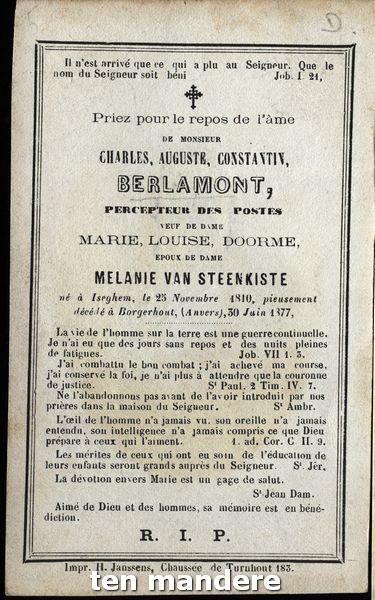 D
Il n'est arrivé que ce qui a plu au Seigneur. Que le
nom du Seigneur soit béni Job. I 21,
Priez pour le repos de l'âme
DE MONSIEUR
CHARLES, AUGUSTE, CONSTANTIN,
BERLAMONT,
PERCEPTEUR DES POSTES
VEUF DE DAME
MARIE, LOUISE, DOORME,
EPOUX DE DAME
MELANIE VAN STEENKISTE
né à Iseghem, le 25 Novembre 1810, pieusement
décédé à Borgerhout, (Anvers), 30 Juin 1877,
La vie de l'homme sur la terre est une guerre continuelle.
Je n'ai eu que des jours sans repos et des nuits pleines
de fatigues. Job. VII 1. 3.
J'ai combattu le bon combat ; j'ai achevé ma course,
j'ai conservé la foi, je n'ai plus à attendre que la couronne
de justice. St Paul. 2 Tim. IV. 7.
Ne l'abandonnons pas avant de l'avoir introduit par nos
prières dans la maison du Seigneur. St Ambr.
L'œil de l'homme n'a jamais vu, son oreille n'a jamais
entendu, son intelligence n'a jamais compris ce que Dieu
prépare à ceux qui l'aiment. 1. ad. Cor. C II. 9.
Les mérites de ceux qui ont eu soin de l'éducation de
leurs enfants seront grands auprès du Seigneur. St Jér.
La dévotion envers Marie est un gage de salut.
St Jean Dam.
Aimé de Dieu et des hommes, sa mémoire est en béné-
diction.
R. I. P.
Impr. H. Janssens, Chaussée de Turnhout 183.
ten mandere